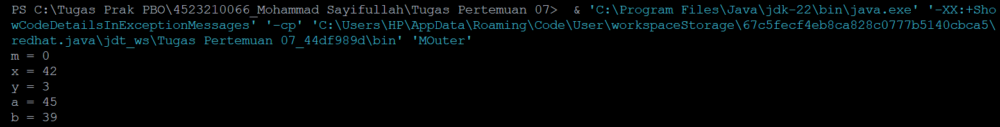 PS C:\Tugas Prak PBO\4523210066_Mohammad Sayifullah\Tugas Pertemuan 07>  & 'C:\Program Files\Java\jdk-22\bin\java.exe' '-XX:+Sho
wCodeDetailsInExceptionMessages' '-cp' 'C:\Users\HP\AppData\Roaming\Code\User\workspaceStorage\67c5fecf4eb8ca828c0777b5140cbca5\
redhat.java\jdt_ws\Tugas Pertemuan 07_44df989d\bin' 'MOuter'
m = 0
x = 42
y = 3
a = 45
b = 39